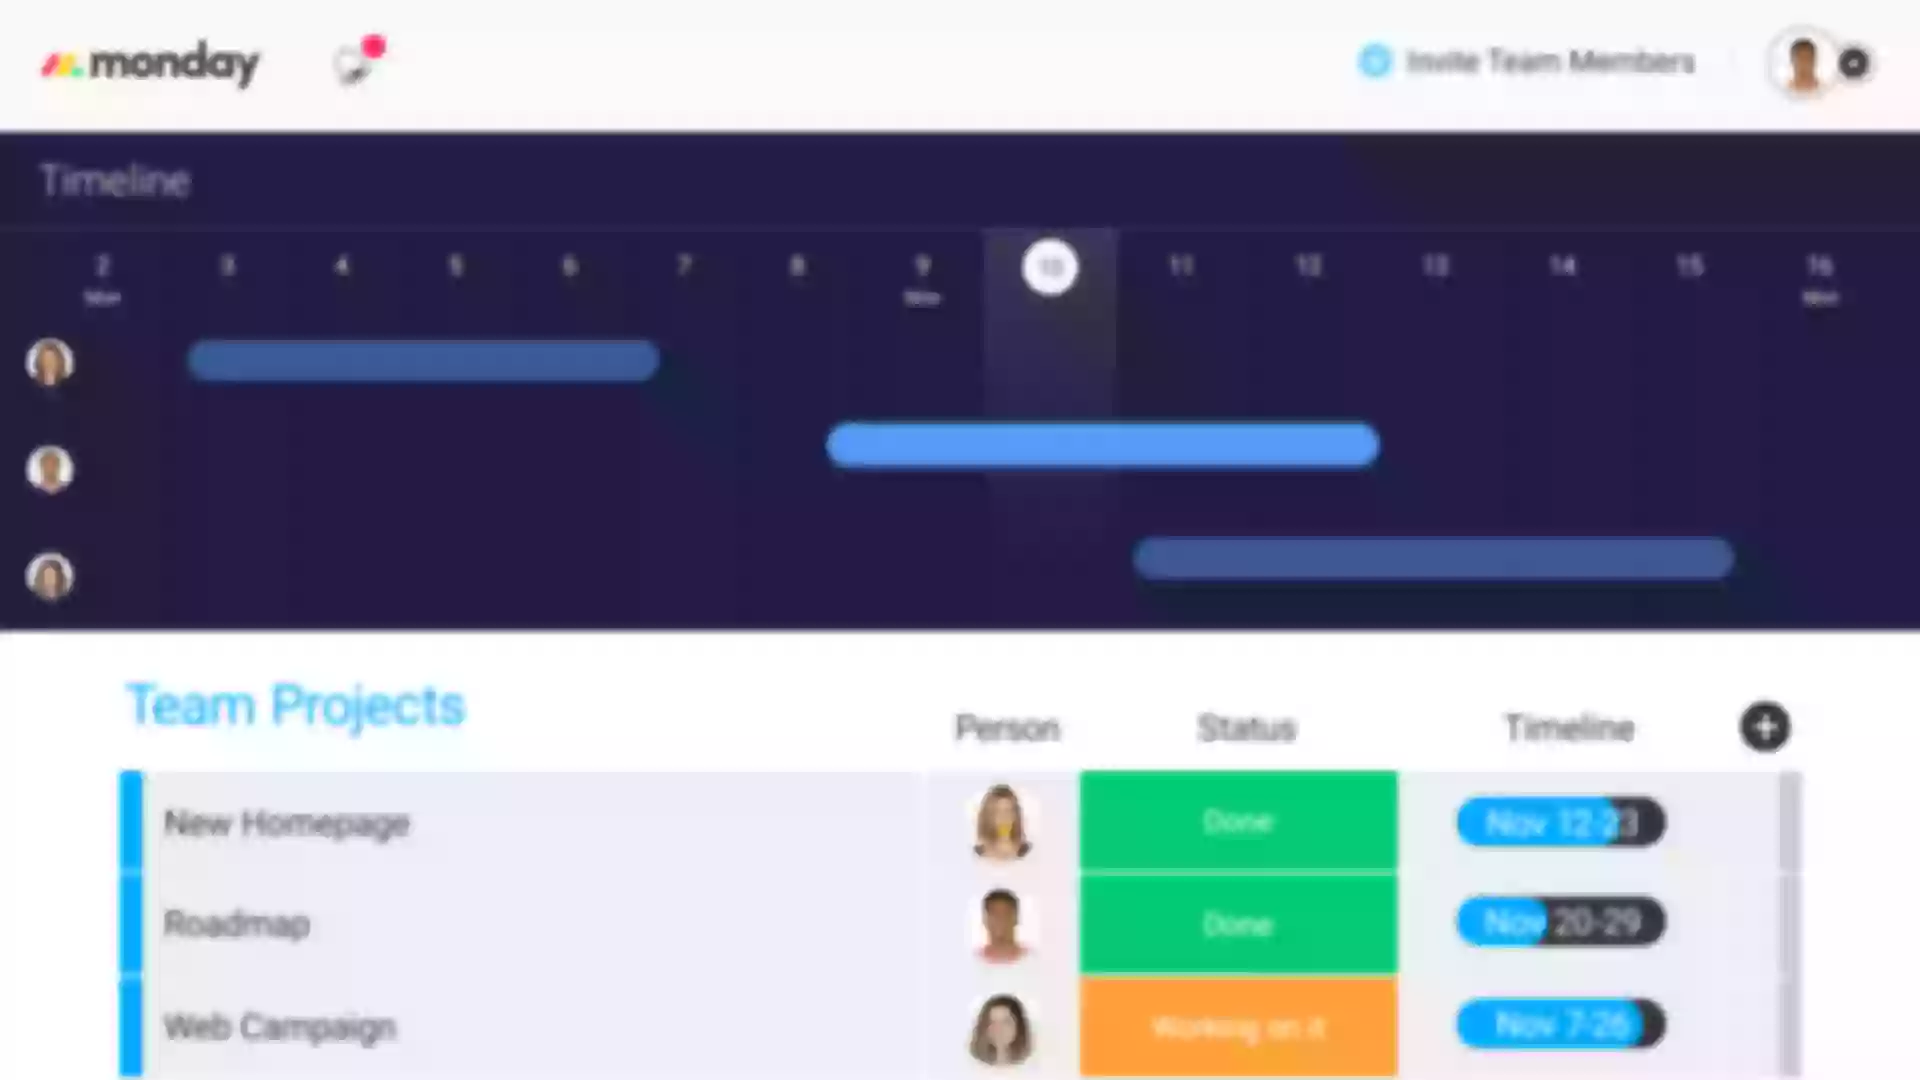 monday
Invite Team Members
Timeline
2 3 4 5 6 7 8 9 10 11 12 13 14 15 16
Mon Mon Mon
Team Projects
Person Status Timeline
New Homepage Done Nov 12-23
Roadmap Done Nov 20-29
Web Campaign Working on it Nov 7-26